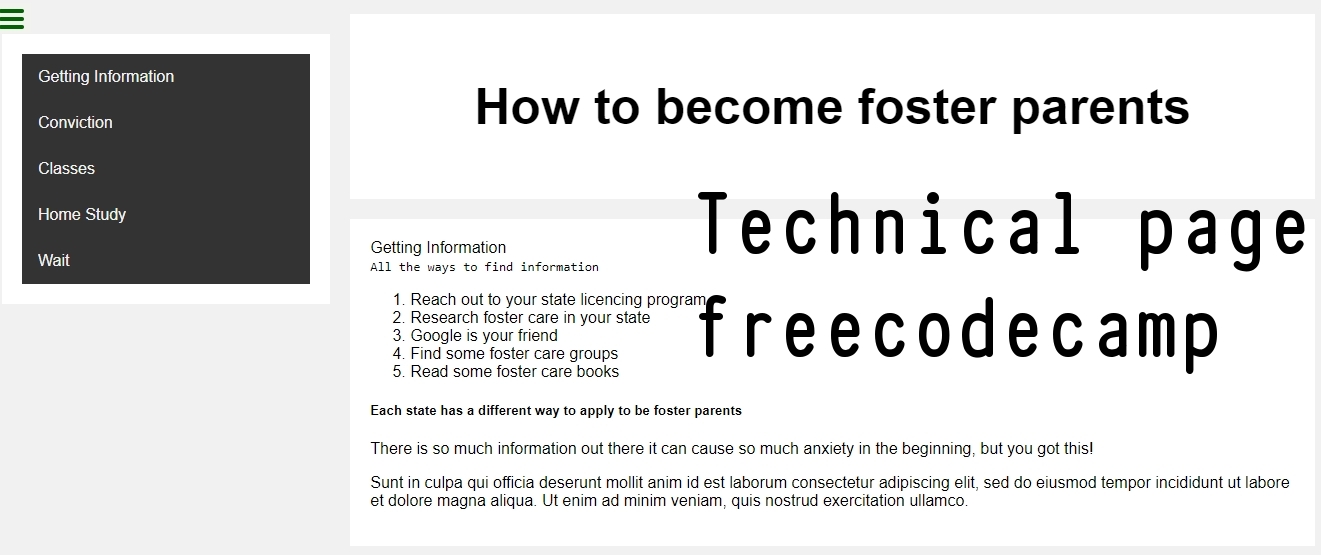 Getting Information
Conviction
Classes
Home Study
Wait
How to become foster parents
Technical page
freecodecamp
Getting Information
All the ways to find information
1. Reach out to your state licencing program
2. Research foster care in your state
3. Google is your friend
4. Find some foster care groups
5. Read some foster care books
Each state has a different way to apply to be foster parents
There is so much information out there it can cause so much anxiety in the beginning, but you got this!
Sunt in culpa qui officia deserunt mollit anim id est laborum consectetur adipiscing elit, sed do eiusmod tempor incididunt ut labore
et dolore magna aliqua. Ut enim ad minim veniam, quis nostrud exercitation ullamco.